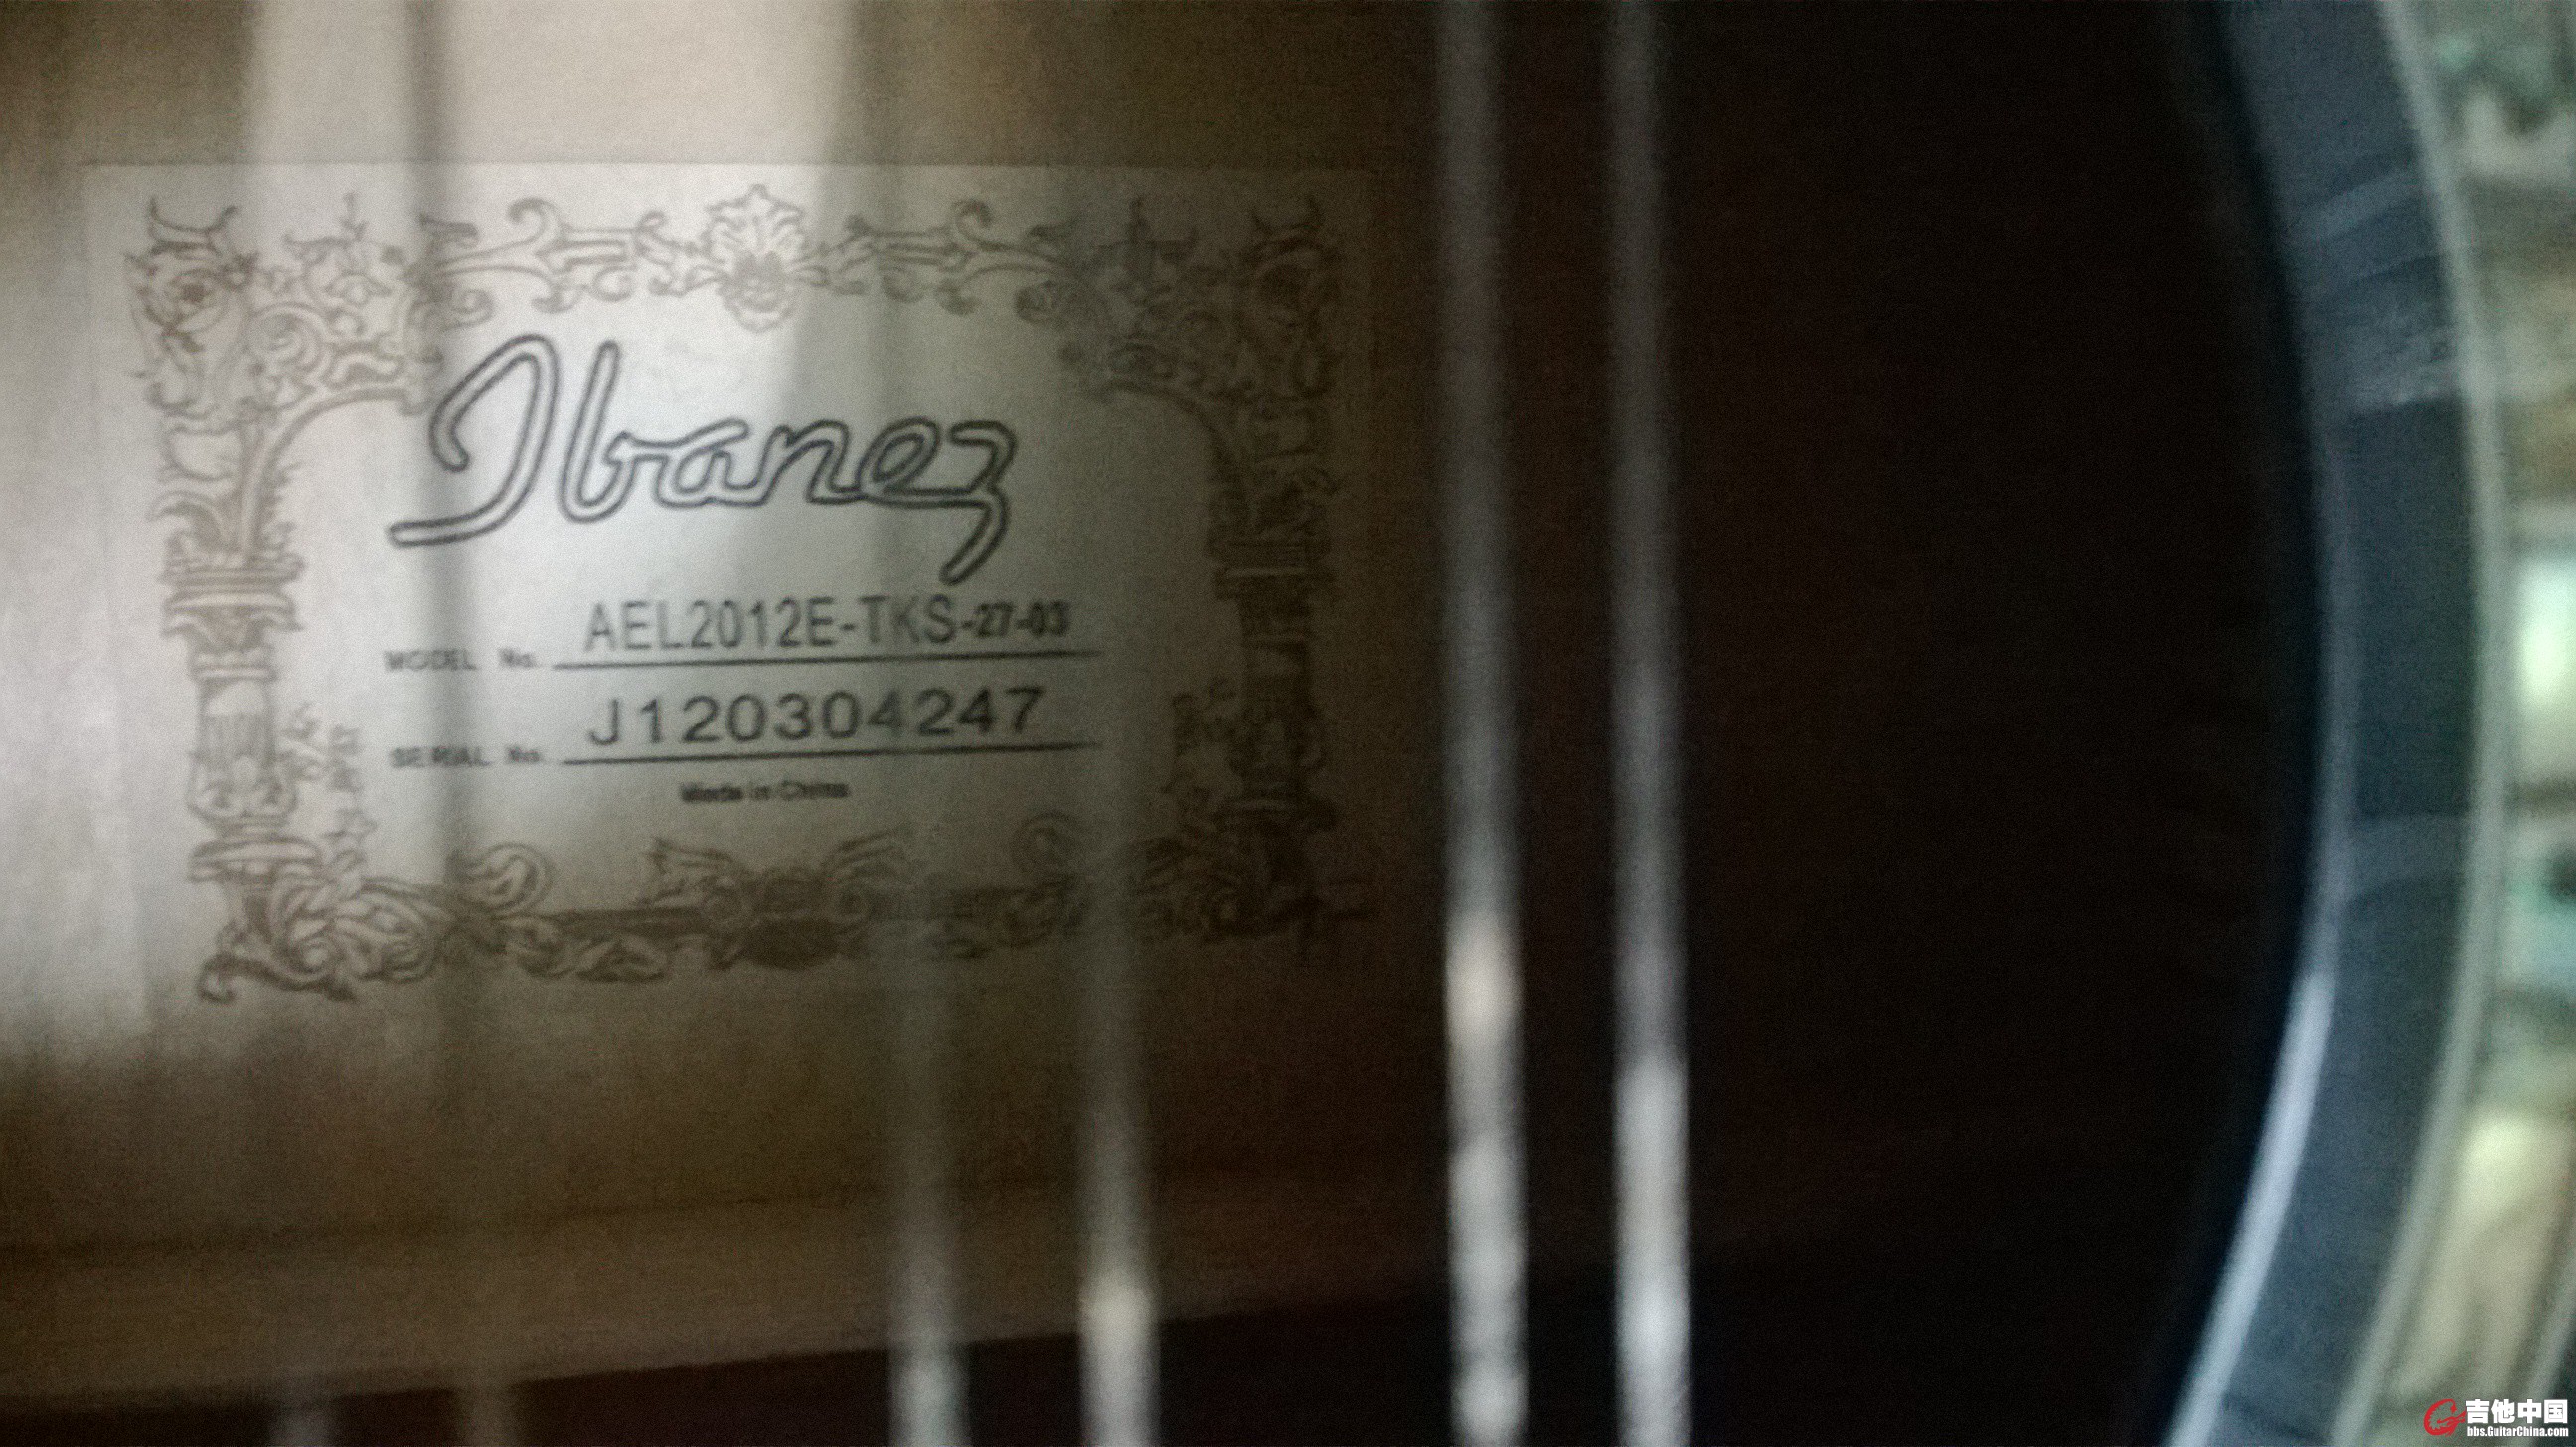 Ibanez
MODEL No. AEL2012E-TKS-27-03
SERIAL No. J120304247
Made in China
吉他中国
bbs.GuitarChina.com